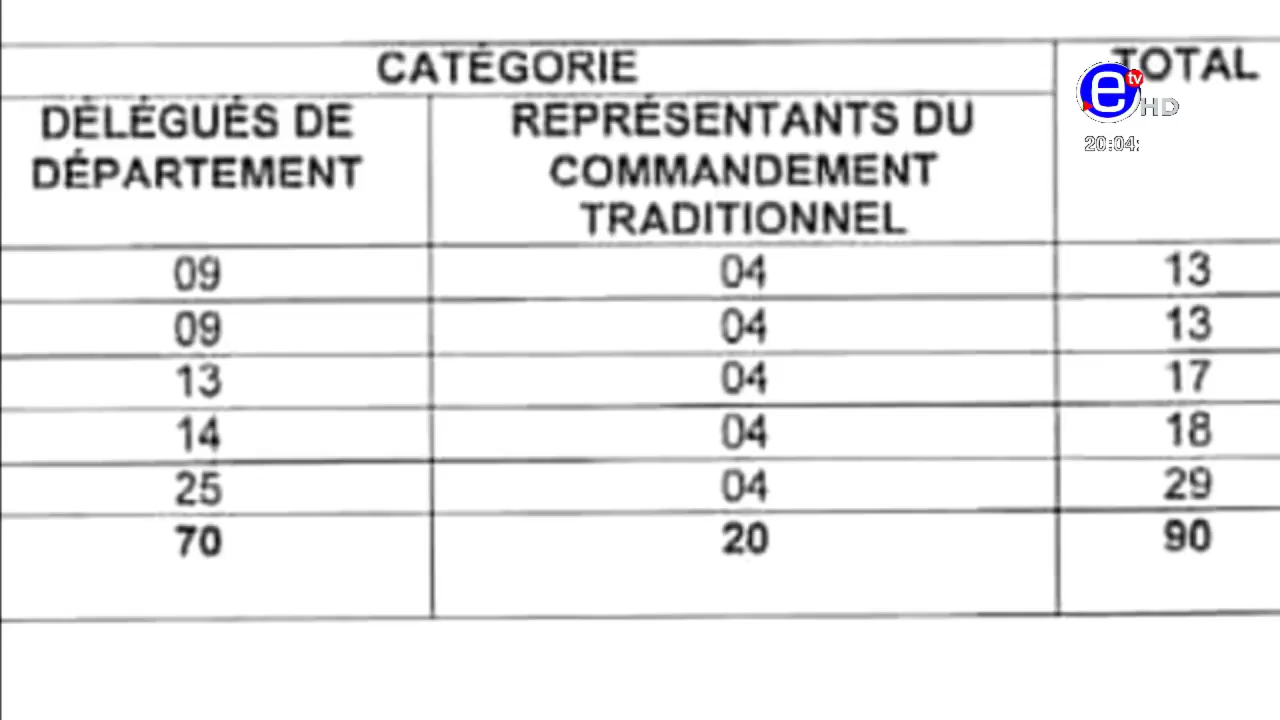 CATÉGORIE
TOTAL
DÉLÉGUÉS DE
DÉPARTEMENT
REPRÉSENTANTS DU
COMMANDEMENT
TRADITIONNEL
e tv HD
20:04:
09 04 13
09 04 13
13 04 17
14 04 18
25 04 29
70 20 90